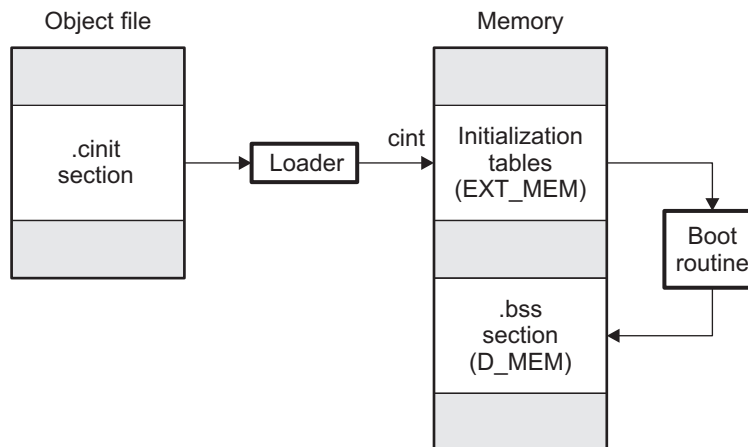 Object file
Memory
.cinit
section
Loader
cint
Initialization
tables
(EXT_MEM)
Boot
routine
.bss
section
(D_MEM)